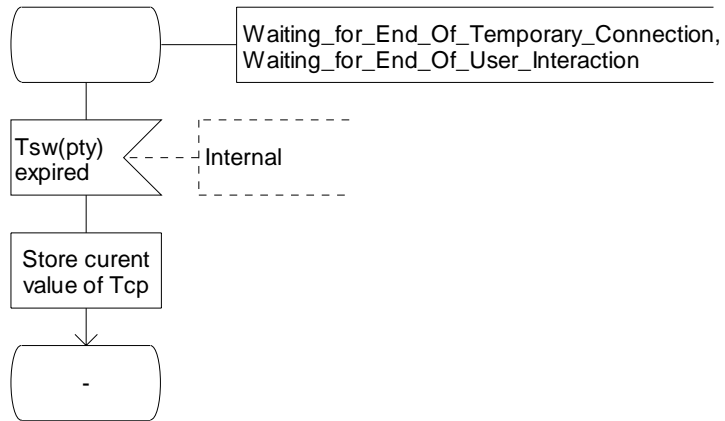 Waiting_for_End_Of_Temporary_Connection,
Waiting_for_End_Of_User_Interaction
Tsw(pty)
expired
Internal
Store curent
value of Tcp
-